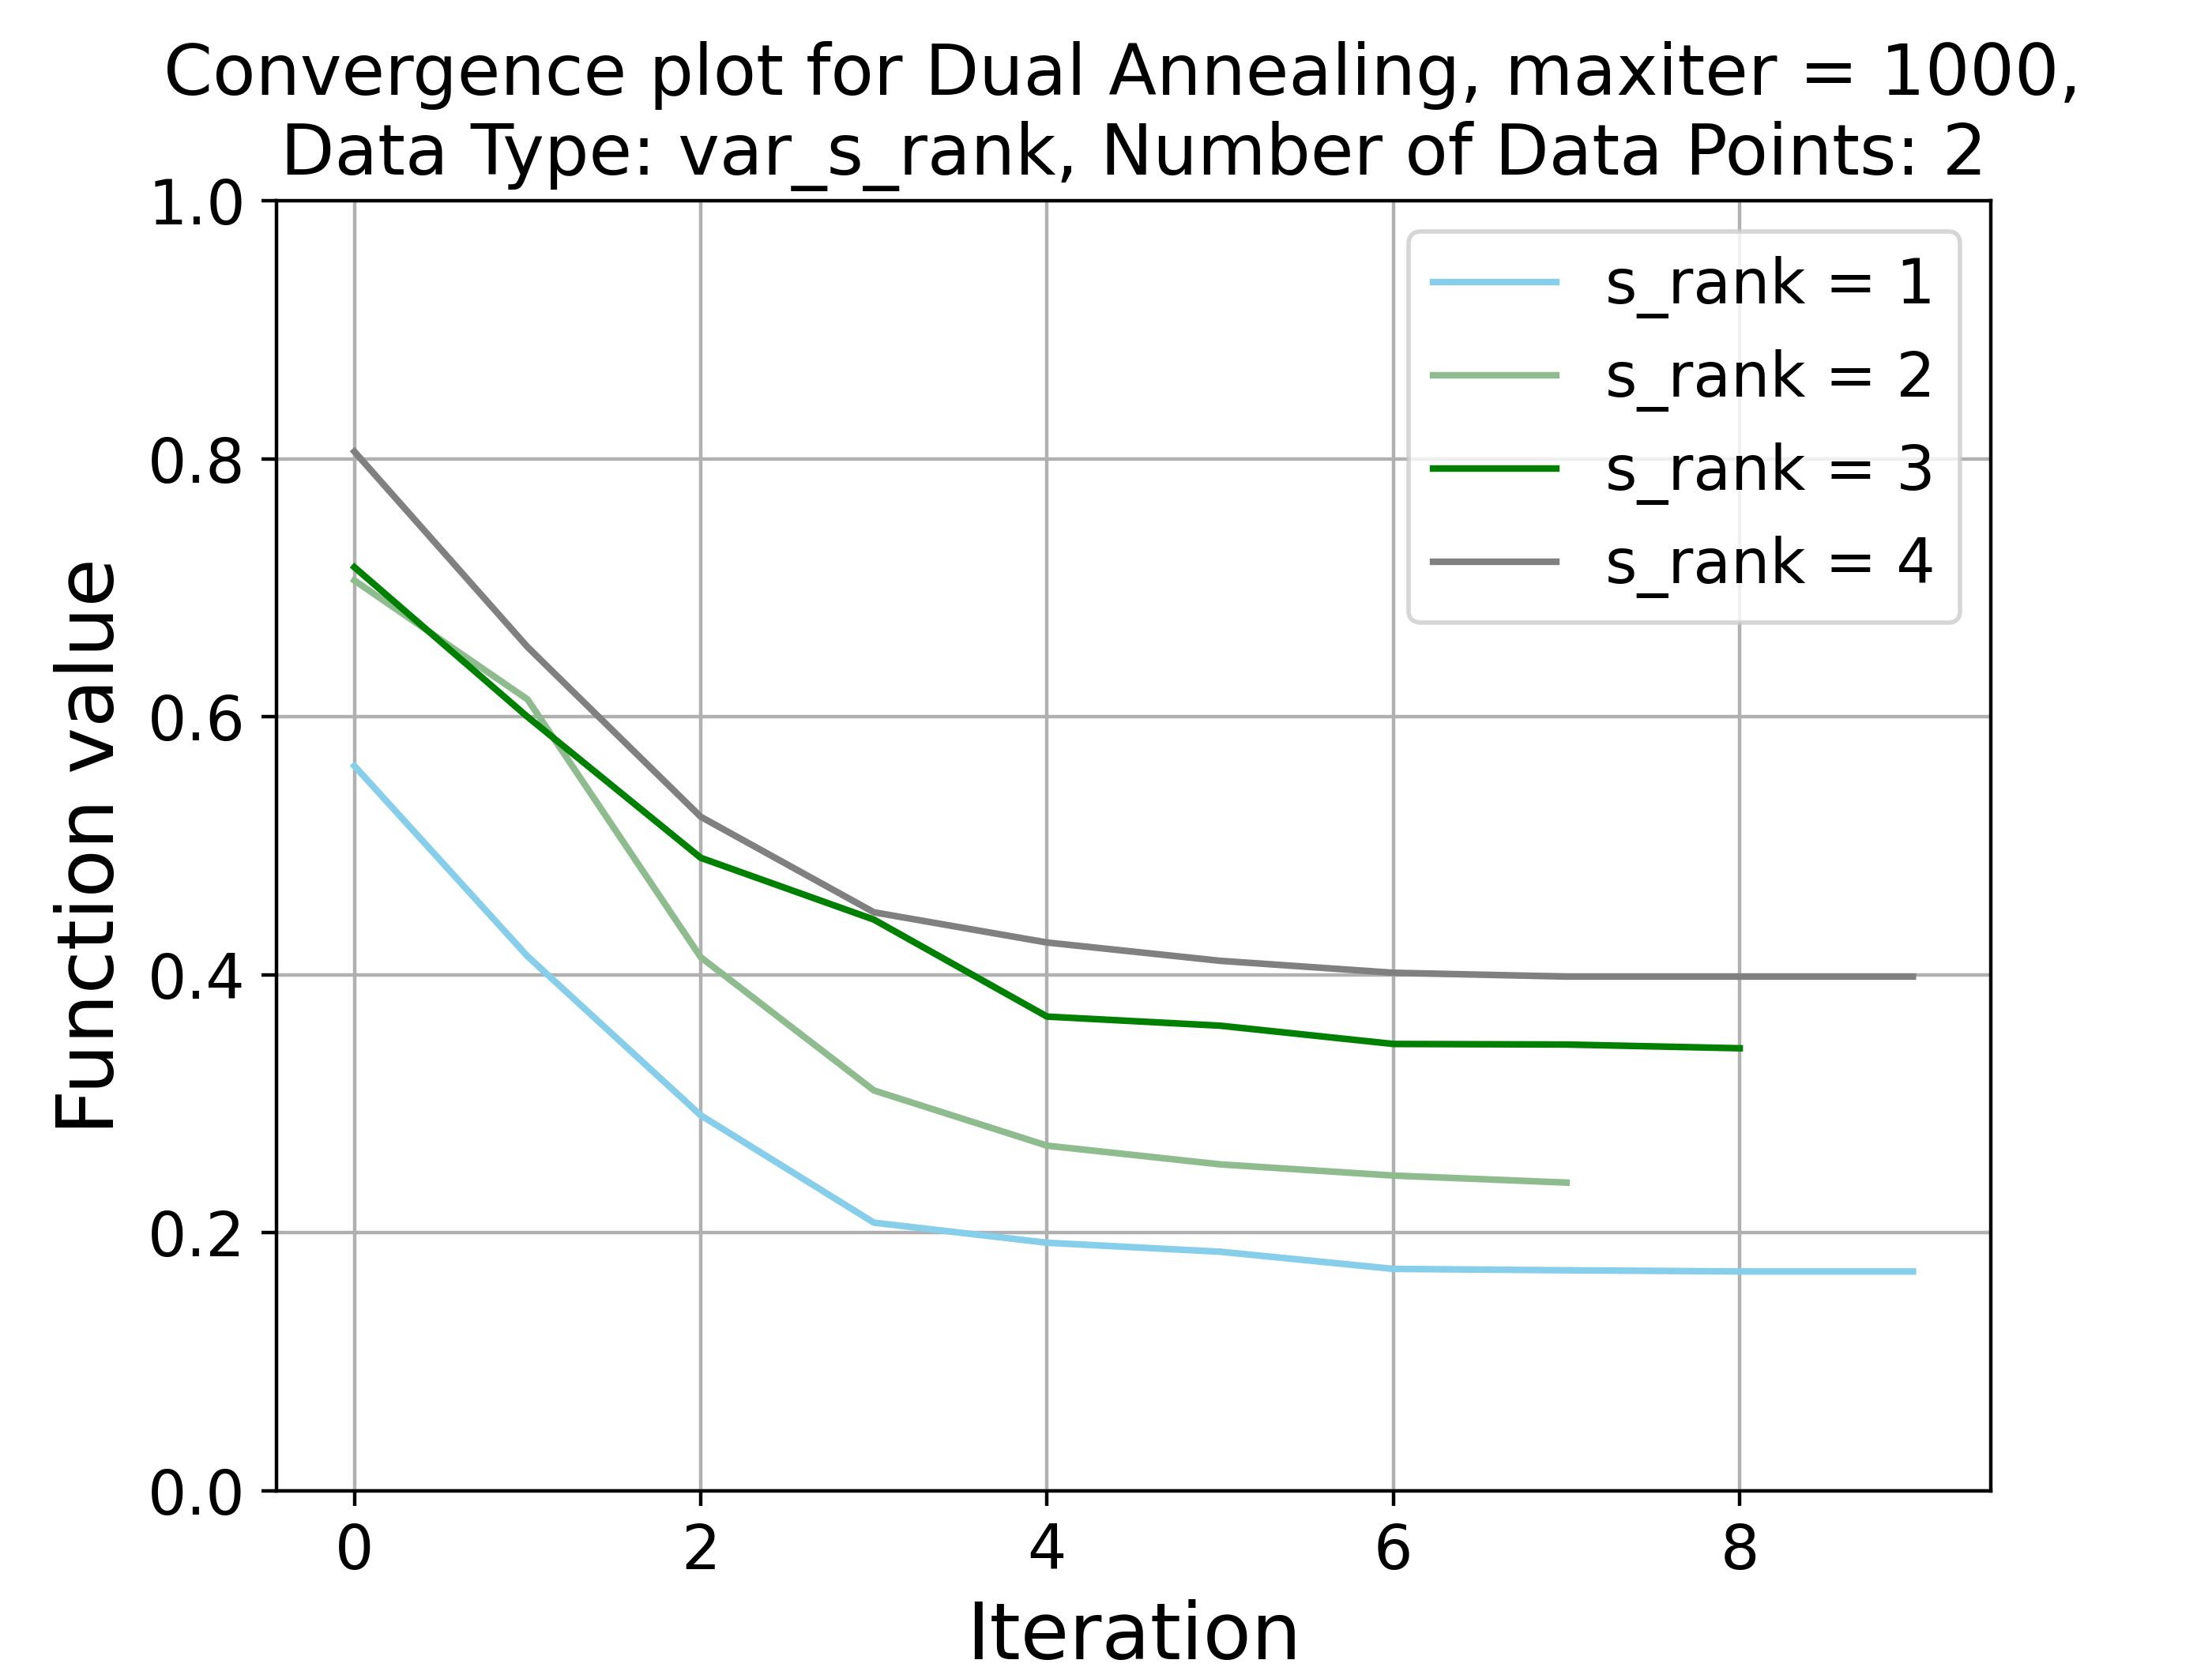 Convergence plot for Dual Annealing, maxiter = 1000,
Data Type: var_s_rank, Number of Data Points: 2
1.0
0.8
0.6
0.4
0.2
0.0
Function value
s_rank = 1
s_rank = 2
s_rank = 3
s_rank = 4
0 2 4 6 8
Iteration